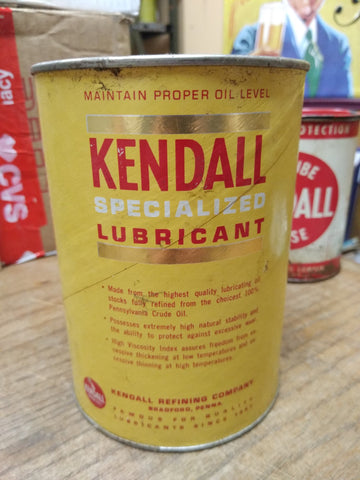 MAINTAIN PROPER OIL LEVEL
KENDALL
SPECIALIZED
LUBRICANT
• Made from the highest quality lubricating oil
stocks fully refined from the choicest 100%
Pennsylvania Crude Oil.
• Possesses extremely high natural stability and
the ability to protect against excessive wear.
• High Viscosity Index assures freedom from ex-
cessive thickening at low temperatures and ex-
cessive thinning at high temperatures.
KENDALL REFINING COMPANY
BRADFORD, PENNA.
FAMOUS FOR QUALITY
LUBRICANTS SINCE
CVS